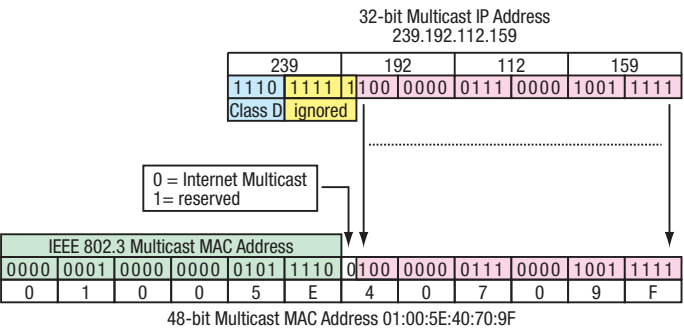 32-bit Multicast IP Address
239.192.112.159
239 192 112 159
1110 1111 1100 0000 0111 0000 1001 1111
Class D ignored
0 = Internet Multicast
1= reserved
IEEE 802.3 Multicast MAC Address
0000 0001 0000 0000 0101 1110 0100 0000 0111 0000 1001 1111
0 1 0 0 5 E 4 0 7 0 9 F
48-bit Multicast MAC Address 01:00:5E:40:70:9F